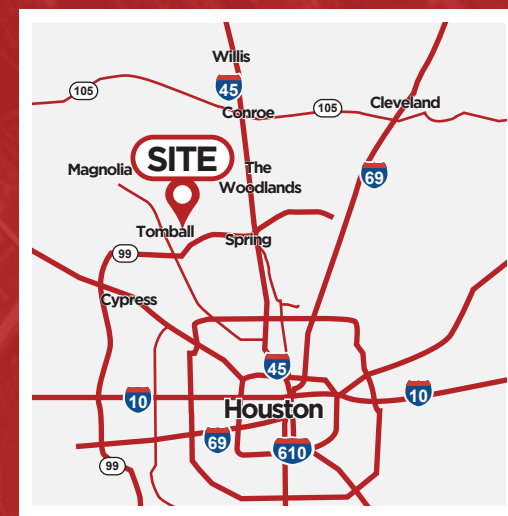 Willis
45
105
Conroe
105
Cleveland
SITE
Magnolia
The
Woodlands
69
Tomball
Spring
99
Cypress
45
10
10
Houston
69
610
99